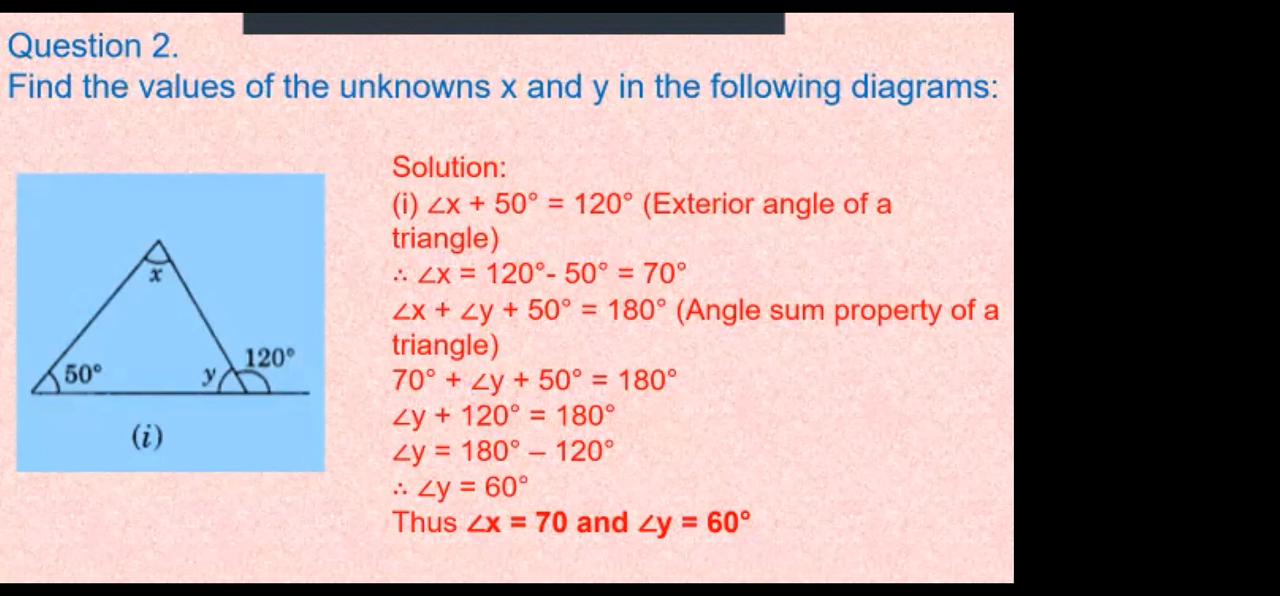 Question 2.
Find the values of the unknowns x and y in the following diagrams:
Solution:
(i) ∠x + 50° = 120° (Exterior angle of a
triangle)
∴ ∠x = 120°- 50° = 70°
∠x + ∠y + 50° = 180° (Angle sum property of a
triangle)
70° + ∠y + 50° = 180°
∠y + 120° = 180°
∠y = 180° – 120°
∴ ∠y = 60°
Thus ∠x = 70 and ∠y = 60°
x
50°
y
120°
(i)